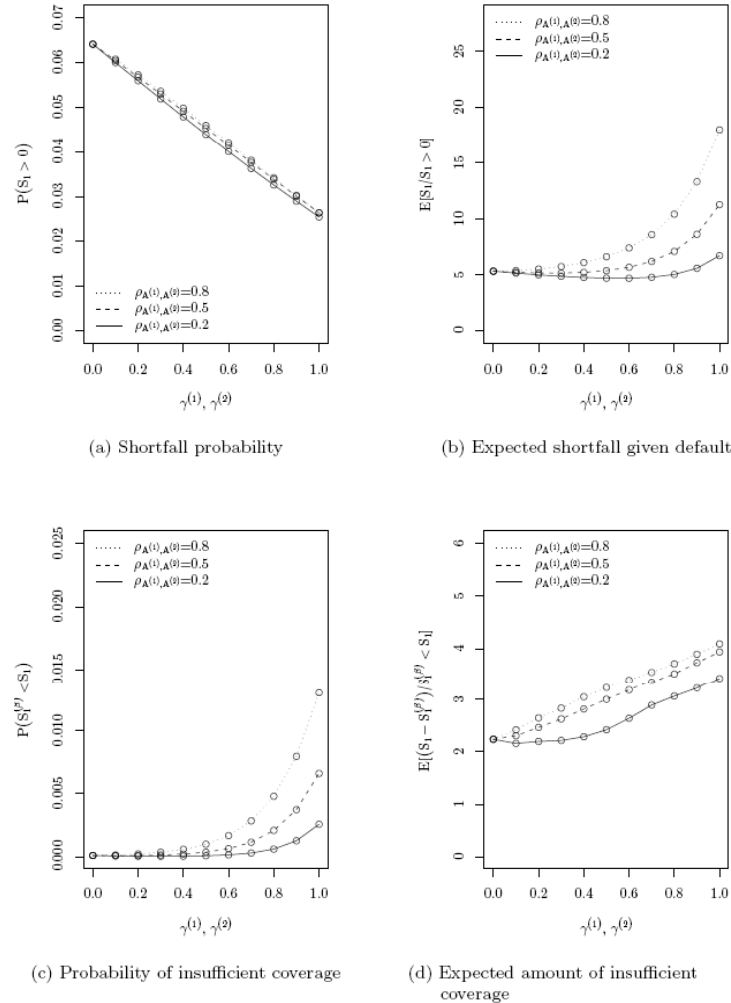 ρA(1),A(2)=0.8
ρA(1),A(2)=0.5
ρA(1),A(2)=0.2
P(S1 > 0)
0.00 0.01 0.02 0.03 0.04 0.05 0.06 0.07
0.0 0.2 0.4 0.6 0.8 1.0
γ(1), γ(2)
(a) Shortfall probability
ρA(1),A(2)=0.8
ρA(1),A(2)=0.5
ρA(1),A(2)=0.2
E[S1/S1 > 0]
0 5 10 15 20 25
0.0 0.2 0.4 0.6 0.8 1.0
γ(1), γ(2)
(b) Expected shortfall given default
ρA(1),A(2)=0.8
ρA(1),A(2)=0.5
ρA(1),A(2)=0.2
P(S1(β) <S1)
0.000 0.005 0.010 0.015 0.020 0.025
0.0 0.2 0.4 0.6 0.8 1.0
γ(1), γ(2)
(c) Probability of insufficient coverage
ρA(1),A(2)=0.8
ρA(1),A(2)=0.5
ρA(1),A(2)=0.2
E[(S1 − S1(β))/S1(β) < S1]
0 1 2 3 4 5 6
0.0 0.2 0.4 0.6 0.8 1.0
γ(1), γ(2)
(d) Expected amount of insufficient
coverage